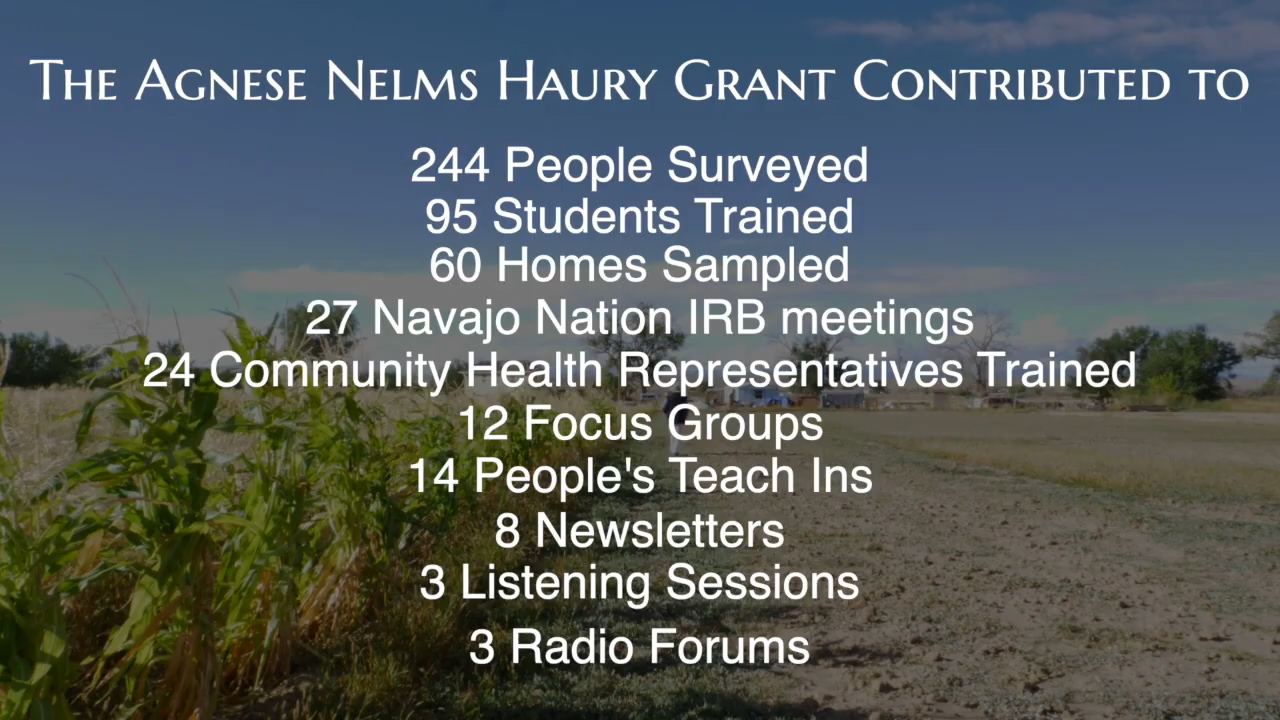 The Agnese Nelms Haury Grant Contributed to
244 People Surveyed
95 Students Trained
60 Homes Sampled
27 Navajo Nation IRB meetings
24 Community Health Representatives Trained
12 Focus Groups
14 People's Teach Ins
8 Newsletters
3 Listening Sessions
3 Radio Forums